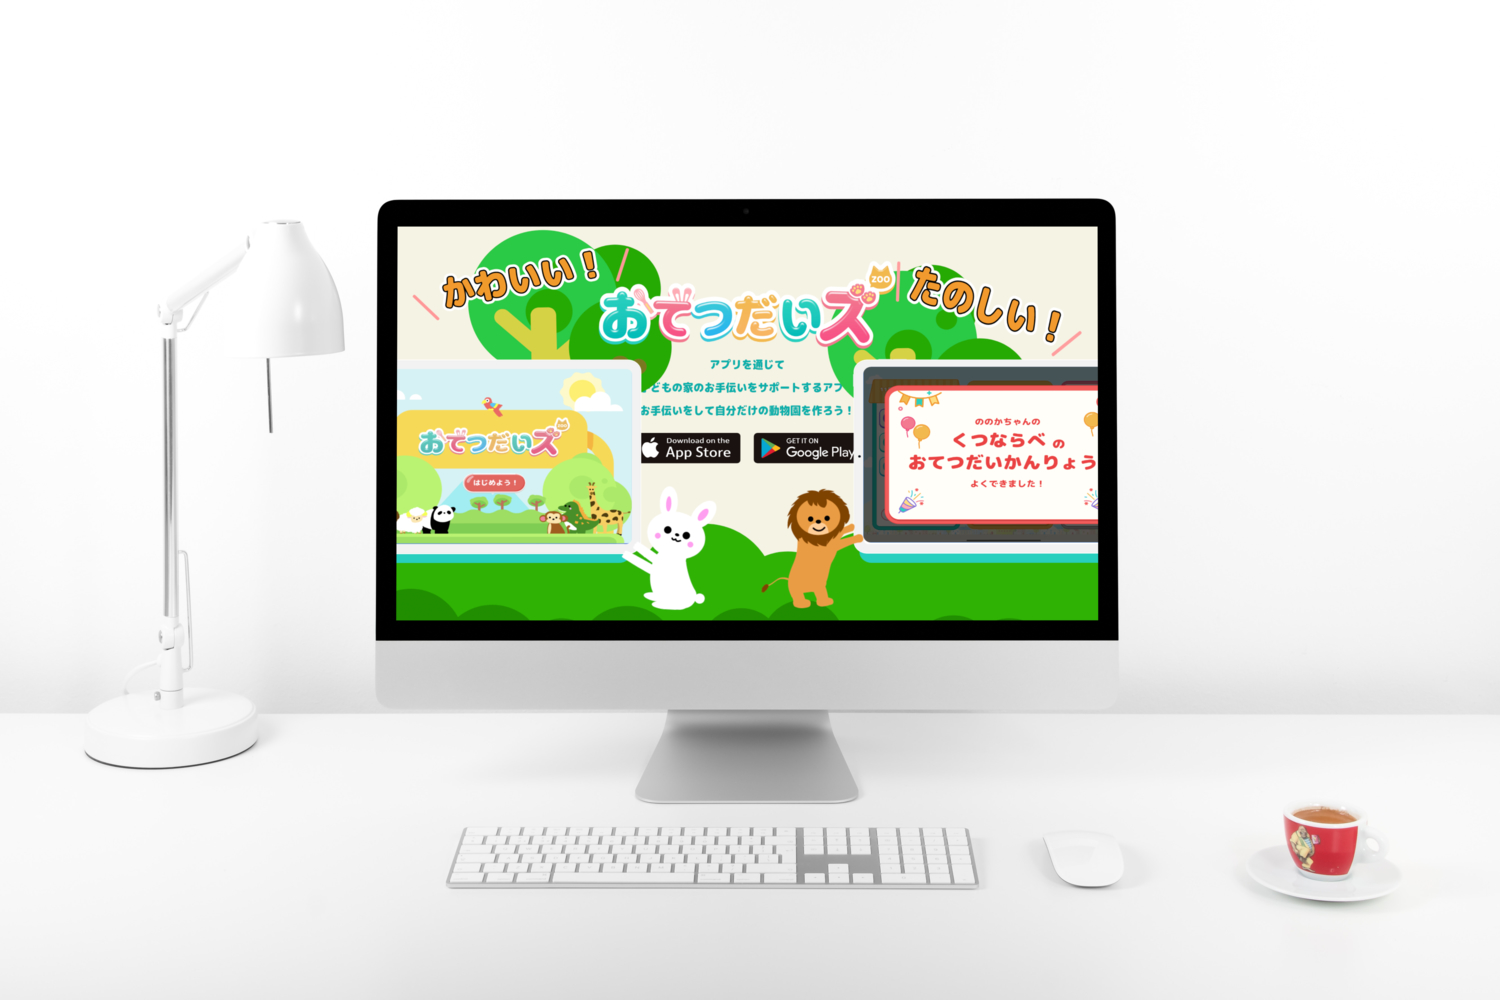 かわいい！
たのしい！
おてつだいズ
ZOO
アプリを通じて
どもの家のお手伝いをサポートするアプ
お手伝いをして自分だけの動物園を作ろう！
Download on the
App Store
GET IT ON
Google Play
おてつだいズ
はじめよう！
ののかちゃんの
くつならべ の
おてつだいかんりょう
よくできました！